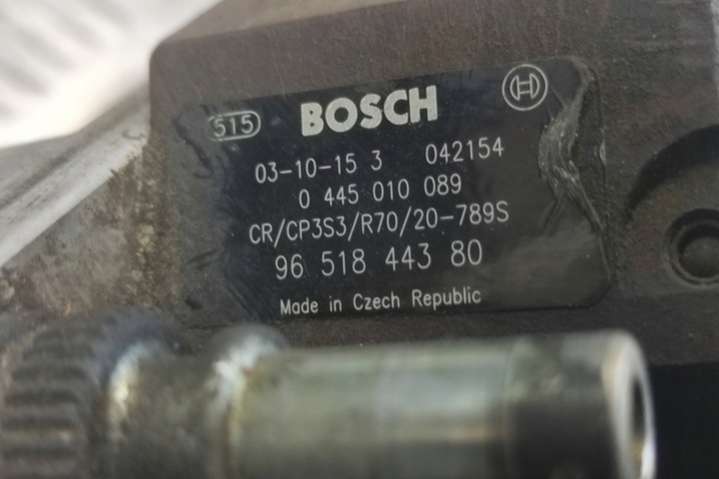 515 BOSCH
03-10-15 3 042154
0 445 010 089
CR/CP3S3/R70/20-789S
96 518 443 80
Made in Czech Republic